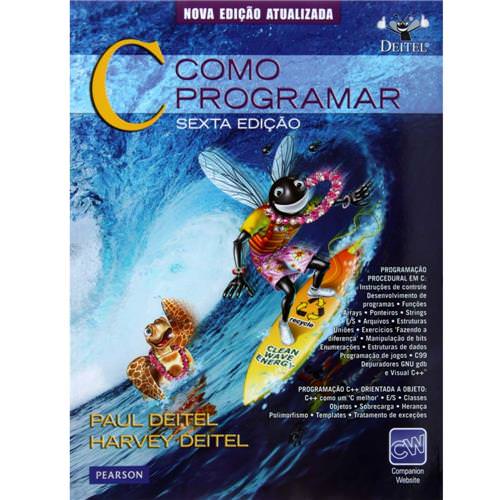 NOVA EDIÇÃO ATUALIZADA
DEITEL®
C COMO
PROGRAMAR
SEXTA EDIÇÃO
recycle
CLEAN
WAVE
ENERGY
PROGRAMAÇÃO
PROCEDURAL EM C:
Instruções de controle
Desenvolvimento de
programas • Funções
Arrays • Ponteiros • Strings
E/S • Arquivos • Estruturas
Uniões • Exercícios 'Fazendo a
diferença' • Manipulação de bits
Enumerações • Estruturas de dados
Programação de jogos • C99
Depuradores GNU gdb
e Visual C++™
PROGRAMAÇÃO C++ ORIENTADA A OBJETO:
C++ como um 'C melhor' • E/S • Classes
Objetos • Sobrecarga • Herança
Polimorfismo • Templates • Tratamento de exceções
PAUL DEITEL
HARVEY DEITEL
PEARSON
CW
Companion
Website